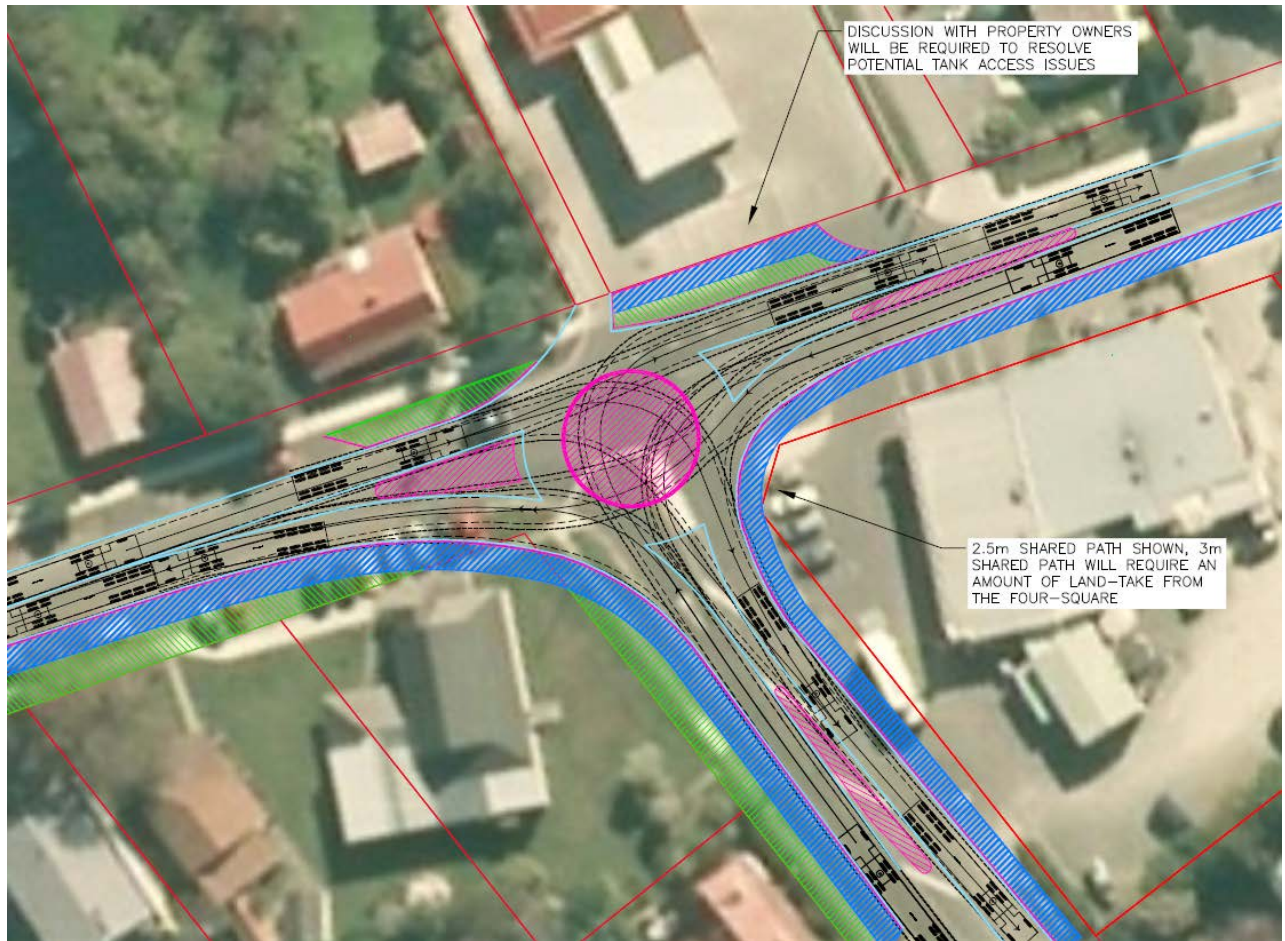 DISCUSSION WITH PROPERTY OWNERS
WILL BE REQUIRED TO RESOLVE
POTENTIAL TANK ACCESS ISSUES
2.5m SHARED PATH SHOWN, 3m
SHARED PATH WILL REQUIRE AN
AMOUNT OF LAND-TAKE FROM
THE FOUR-SQUARE